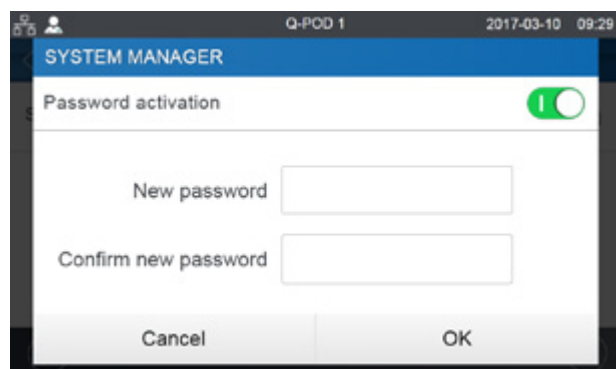 Q-POD 1 2017-03-10 09:29
SYSTEM MANAGER
Password activation
New password
Confirm new password
Cancel OK